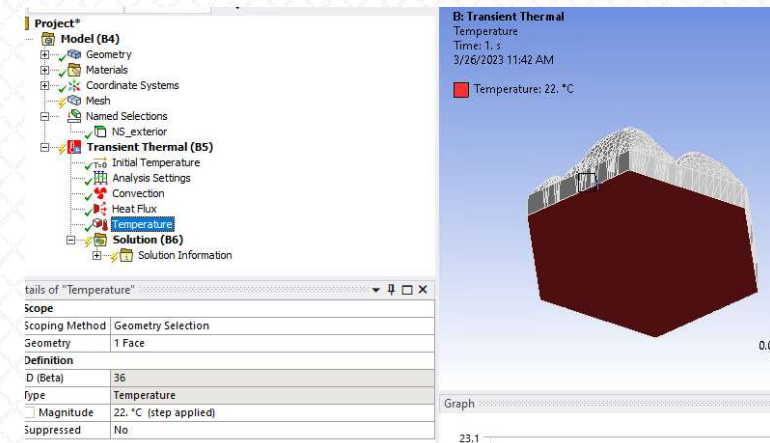 Project*
Model (B4)
Geometry
Materials
Coordinate Systems
Mesh
Named Selections
NS_exterior
Transient Thermal (B5)
T=0 Initial Temperature
Analysis Settings
Convection
Heat Flux
Temperature
Solution (B6)
Solution Information
tails of "Temperature"
Scope
Scoping Method Geometry Selection
Geometry 1 Face
Definition
ID (Beta) 36
Type Temperature
Magnitude 22. °C (step applied)
Suppressed No
B: Transient Thermal
Temperature
Time: 1. s
3/26/2023 11:42 AM
Temperature: 22. °C
Graph
23.1